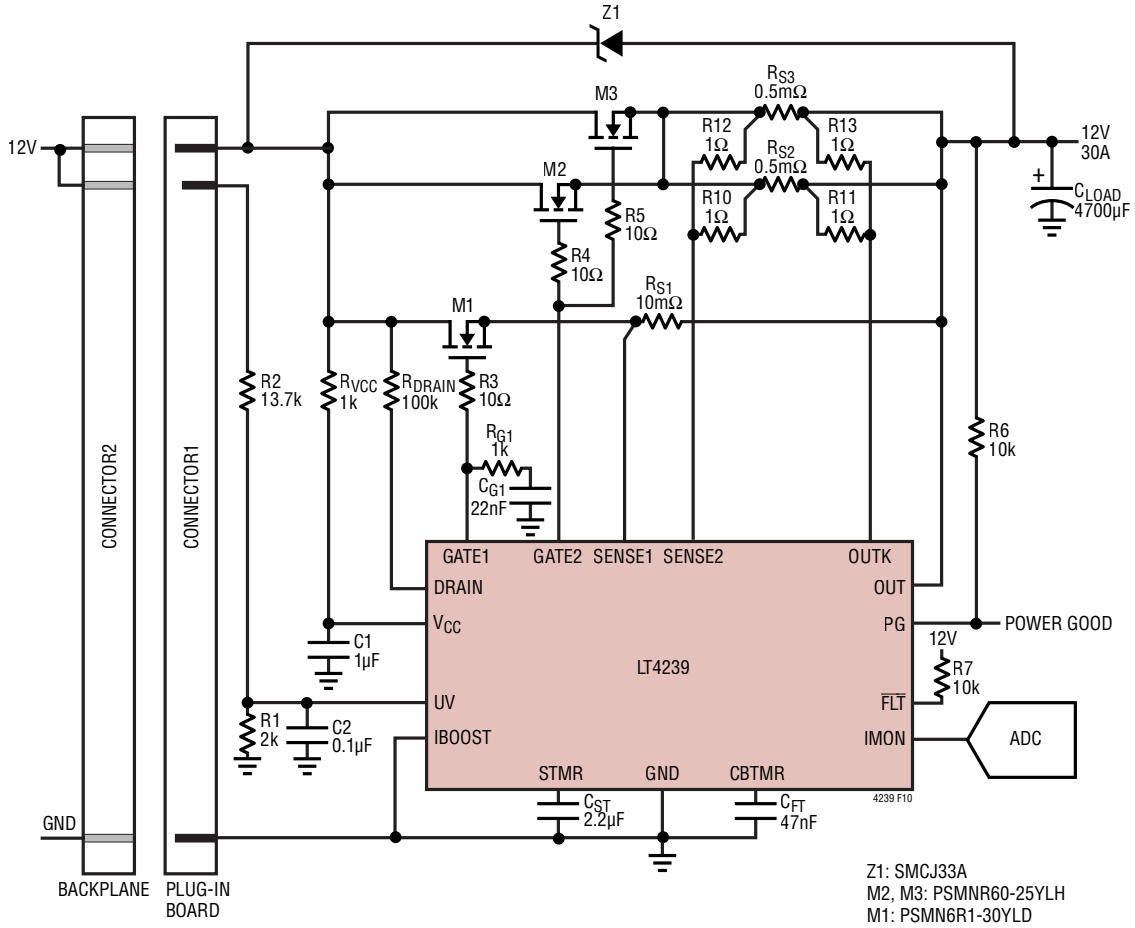 Z1
M3
RS3
0.5mΩ
R12
1Ω
R13
1Ω
12V
12V
30A
M2
RS2
0.5mΩ
R10
1Ω
R11
1Ω
+
CLOAD
4700µF
R5
10Ω
R4
10Ω
M1
RS1
10mΩ
R2
13.7k
RVCC
1k
RDRAIN
100k
R3
10Ω
R6
10k
RG1
1k
CG1
22nF
CONNECTOR2
CONNECTOR1
GATE1
GATE2
SENSE1
SENSE2
OUTK
DRAIN
OUT
VCC
PG
POWER GOOD
C1
1µF
LT4239
12V
R7
10k
UV
FLT
R1
2k
C2
0.1µF
IBOOST
IMON
ADC
STMR
GND
CBTMR
4239 F10
CST
2.2µF
CFT
47nF
GND
BACKPLANE
PLUG-IN
BOARD
Z1: SMCJ33A
M2, M3: PSMNR60-25YLH
M1: PSMN6R1-30YLD